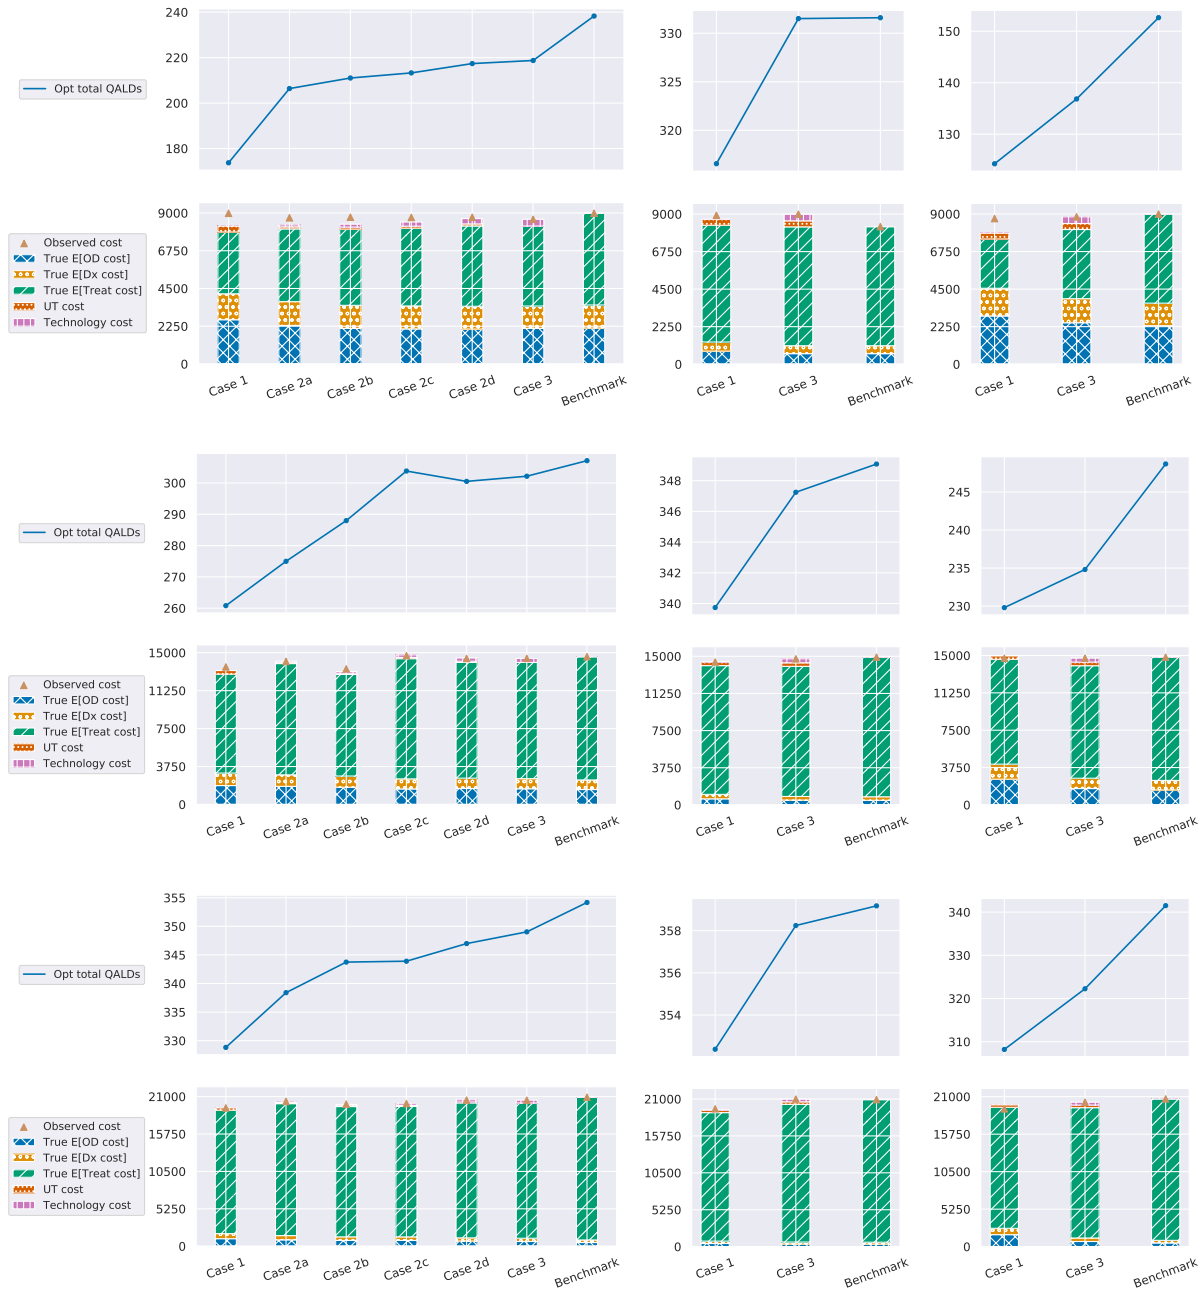 240
220
200
180
Opt total QALDs
330
325
320
150
140
130
9000
6750
4500
2250
0
Observed cost
True E[OD cost]
True E[Dx cost]
True E[Treat cost]
UT cost
Technology cost
Case 1
Case 2a
Case 2b
Case 2c
Case 2d
Case 3
Benchmark
9000
6750
4500
2250
0
Case 1
Case 3
Benchmark
9000
6750
4500
2250
0
Case 1
Case 3
Benchmark
300
290
280
270
260
Opt total QALDs
348
346
344
342
340
245
240
235
230
15000
11250
7500
3750
0
Observed cost
True E[OD cost]
True E[Dx cost]
True E[Treat cost]
UT cost
Technology cost
Case 1
Case 2a
Case 2b
Case 2c
Case 2d
Case 3
Benchmark
15000
11250
7500
3750
0
Case 1
Case 3
Benchmark
15000
11250
7500
3750
0
Case 1
Case 3
Benchmark
355
350
345
340
335
330
Opt total QALDs
358
356
354
340
330
320
310
21000
15750
10500
5250
0
Observed cost
True E[OD cost]
True E[Dx cost]
True E[Treat cost]
UT cost
Technology cost
Case 1
Case 2a
Case 2b
Case 2c
Case 2d
Case 3
Benchmark
21000
15750
10500
5250
0
Case 1
Case 3
Benchmark
21000
15750
10500
5250
0
Case 1
Case 3
Benchmark